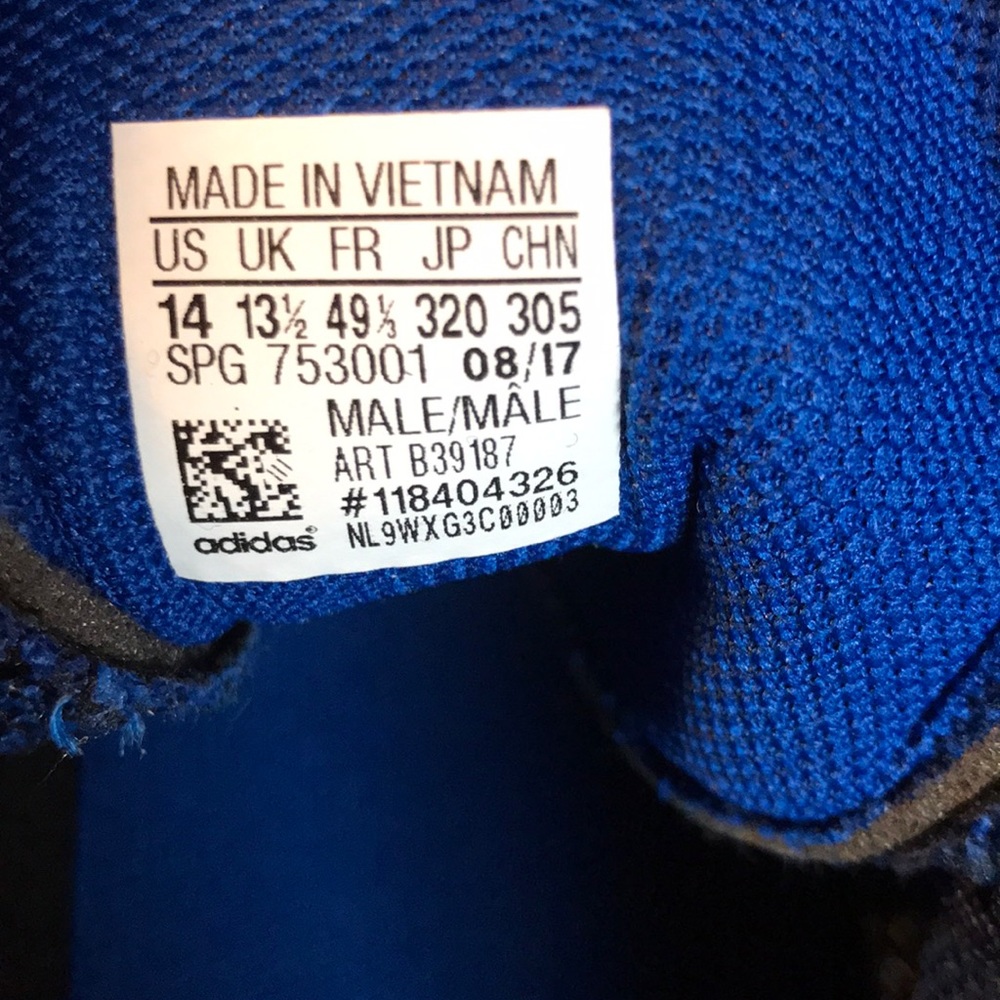 MADE IN VIETNAM
US UK FR JP CHN
14 13½ 49⅓ 320 305
SPG 753001 08/17
MALE/MÂLE
ART B39187
#118404326
adidas® NL9WXG3C00003